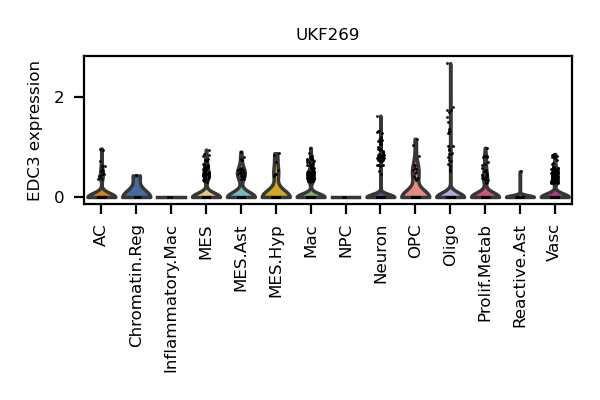 UKF269
EDC3 expression
2
0
AC
Chromatin.Reg
Inflammatory.Mac
MES
MES.Ast
MES.Hyp
Mac
NPC
Neuron
OPC
Oligo
Prolif.Metab
Reactive.Ast
Vasc